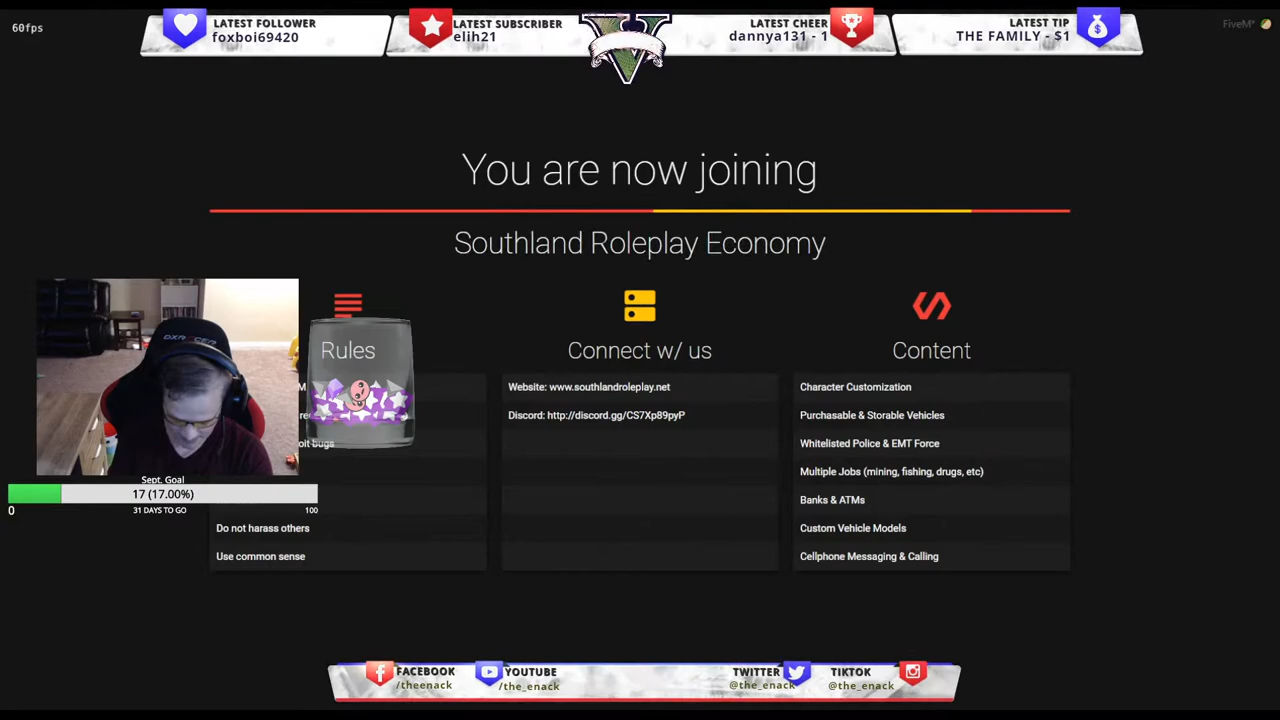 60fps
LATEST FOLLOWER
foxboi69420
LATEST SUBSCRIBER
elih21
LATEST CHEER
dannya131 - 1
LATEST TIP
THE FAMILY - $1
FiveM*
You are now joining
Southland Roleplay Economy
Rules
Do not harass others
Use common sense
Connect w/ us
Website: www.southlandroleplay.net
Discord: http://discord.gg/CS7Xp89pyP
Content
Character Customization
Purchasable & Storable Vehicles
Whitelisted Police & EMT Force
Multiple Jobs (mining, fishing, drugs, etc)
Banks & ATMs
Custom Vehicle Models
Cellphone Messaging & Calling
DXRACER
bugs
Sept. Goal
17 (17.00%)
0
31 DAYS TO GO
100
FACEBOOK
/theenack
YOUTUBE
/the_enack
TWITTER
@the_enack
TIKTOK
@the_enack